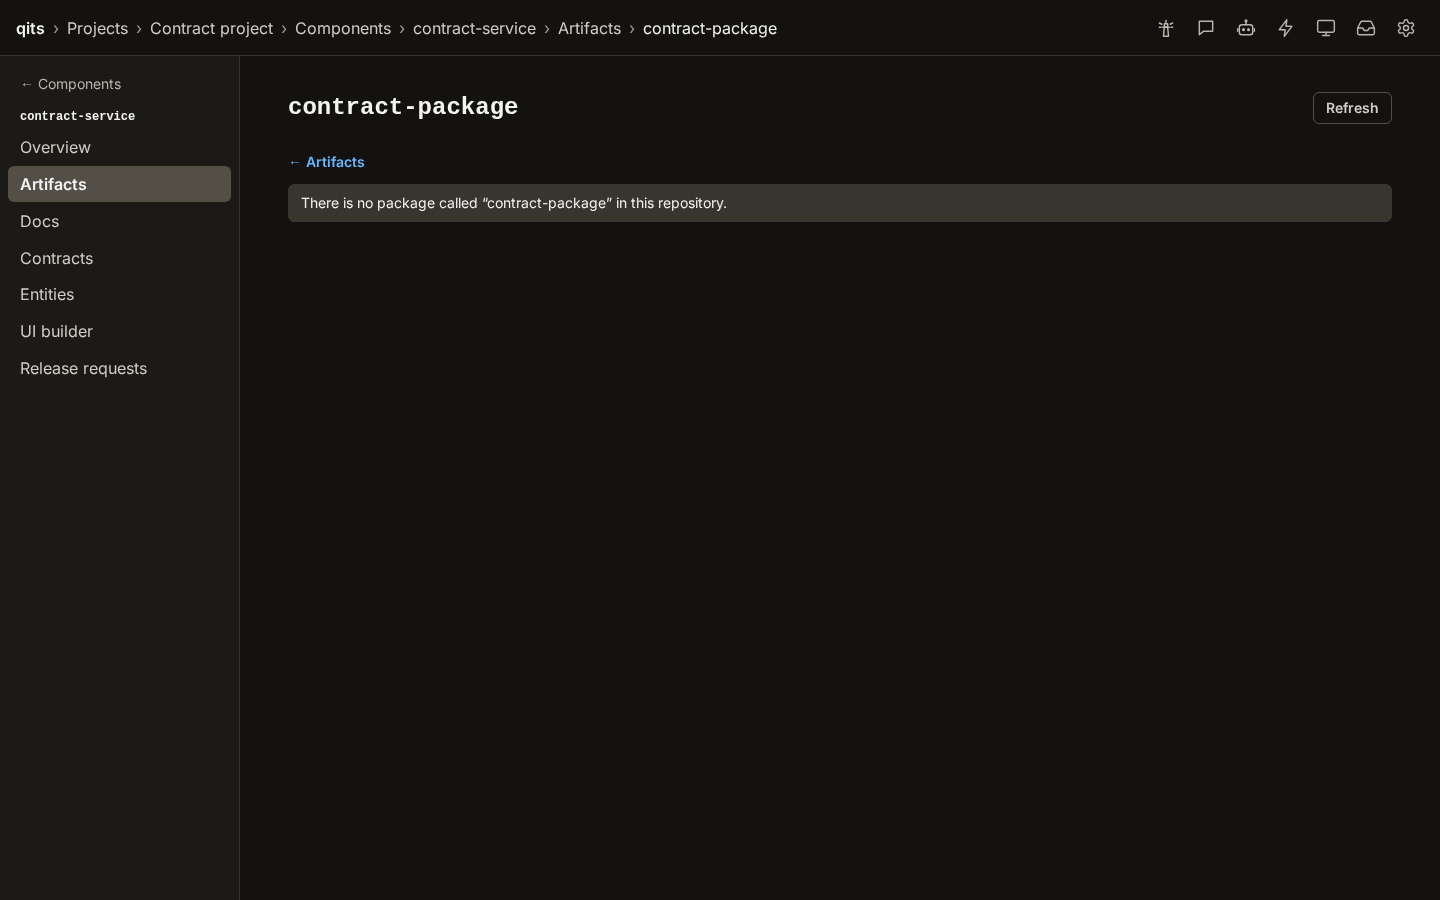 qits › Projects › Contract project › Components › contract-service › Artifacts › contract-package
← Components
contract-service
Overview
Artifacts
Docs
Contracts
Entities
UI builder
Release requests
contract-package
Refresh
← Artifacts
There is no package called “contract-package” in this repository.